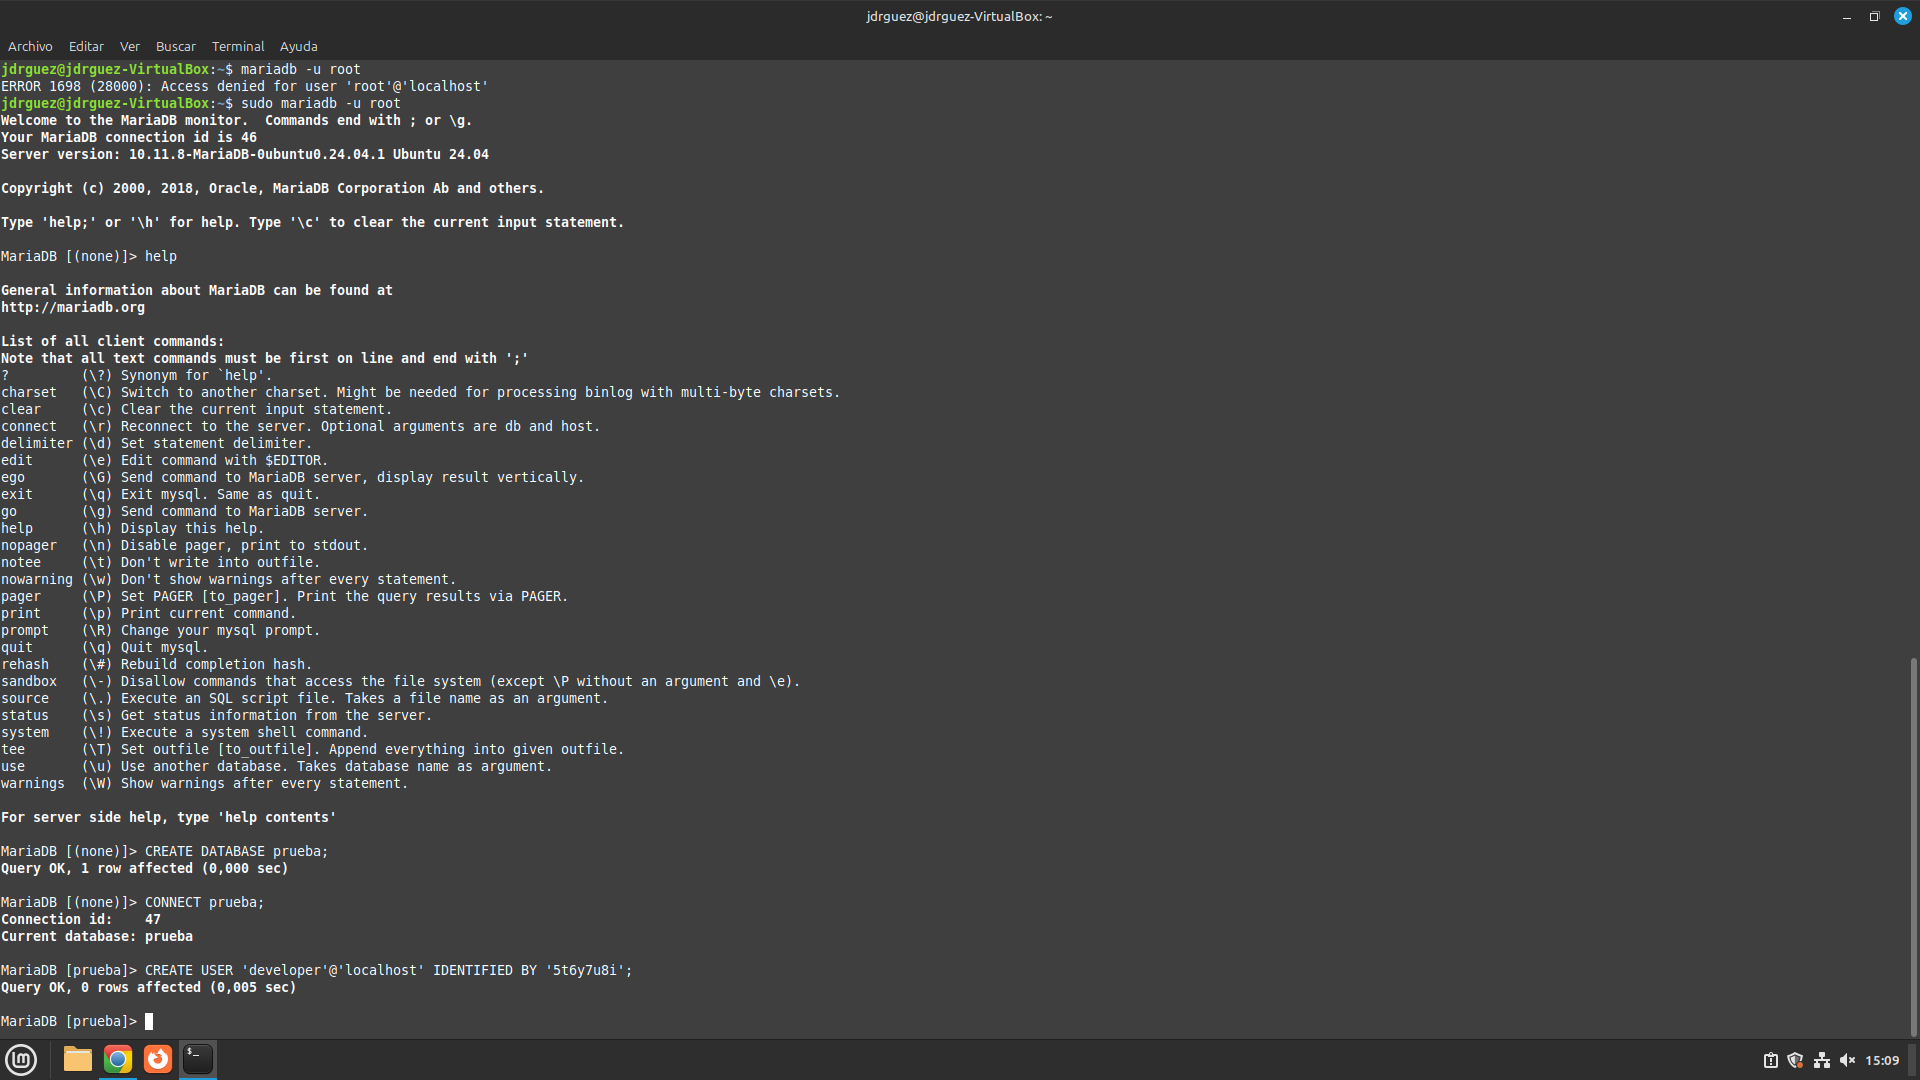 jdrguez@jdrguez-VirtualBox: ~
Archivo Editar Ver Buscar Terminal Ayuda
jdrguez@jdrguez-VirtualBox:~$ mariadb -u root
ERROR 1698 (28000): Access denied for user 'root'@'localhost'
jdrguez@jdrguez-VirtualBox:~$ sudo mariadb -u root
Welcome to the MariaDB monitor.  Commands end with ; or \g.
Your MariaDB connection id is 46
Server version: 10.11.8-MariaDB-0ubuntu0.24.04.1 Ubuntu 24.04
Copyright (c) 2000, 2018, Oracle, MariaDB Corporation Ab and others.
Type 'help;' or '\h' for help. Type '\c' to clear the current input statement.
MariaDB [(none)]> help
General information about MariaDB can be found at
http://mariadb.org
List of all client commands:
Note that all text commands must be first on line and end with ';'
?         (\?) Synonym for `help'.
charset   (\C) Switch to another charset. Might be needed for processing binlog with multi-byte charsets.
clear     (\c) Clear the current input statement.
connect   (\r) Reconnect to the server. Optional arguments are db and host.
delimiter (\d) Set statement delimiter.
edit      (\e) Edit command with $EDITOR.
ego       (\G) Send command to MariaDB server, display result vertically.
exit      (\q) Exit mysql. Same as quit.
go        (\g) Send command to MariaDB server.
help      (\h) Display this help.
nopager   (\n) Disable pager, print to stdout.
notee     (\t) Don't write into outfile.
nowarning (\w) Don't show warnings after every statement.
pager     (\P) Set PAGER [to_pager]. Print the query results via PAGER.
print     (\p) Print current command.
prompt    (\R) Change your mysql prompt.
quit      (\q) Quit mysql.
rehash    (\#) Rebuild completion hash.
sandbox   (\-) Disallow commands that access the file system (except \P without an argument and \e).
source    (\.) Execute an SQL script file. Takes a file name as an argument.
status    (\s) Get status information from the server.
system    (\!) Execute a system shell command.
tee       (\T) Set outfile [to_outfile]. Append everything into given outfile.
use       (\u) Use another database. Takes database name as argument.
warnings  (\W) Show warnings after every statement.
For server side help, type 'help contents'
MariaDB [(none)]> CREATE DATABASE prueba;
Query OK, 1 row affected (0,000 sec)
MariaDB [(none)]> CONNECT prueba;
Connection id:    47
Current database: prueba
MariaDB [prueba]> CREATE USER 'developer'@'localhost' IDENTIFIED BY '5t6y7u8i';
Query OK, 0 rows affected (0,005 sec)
MariaDB [prueba]>
15:09